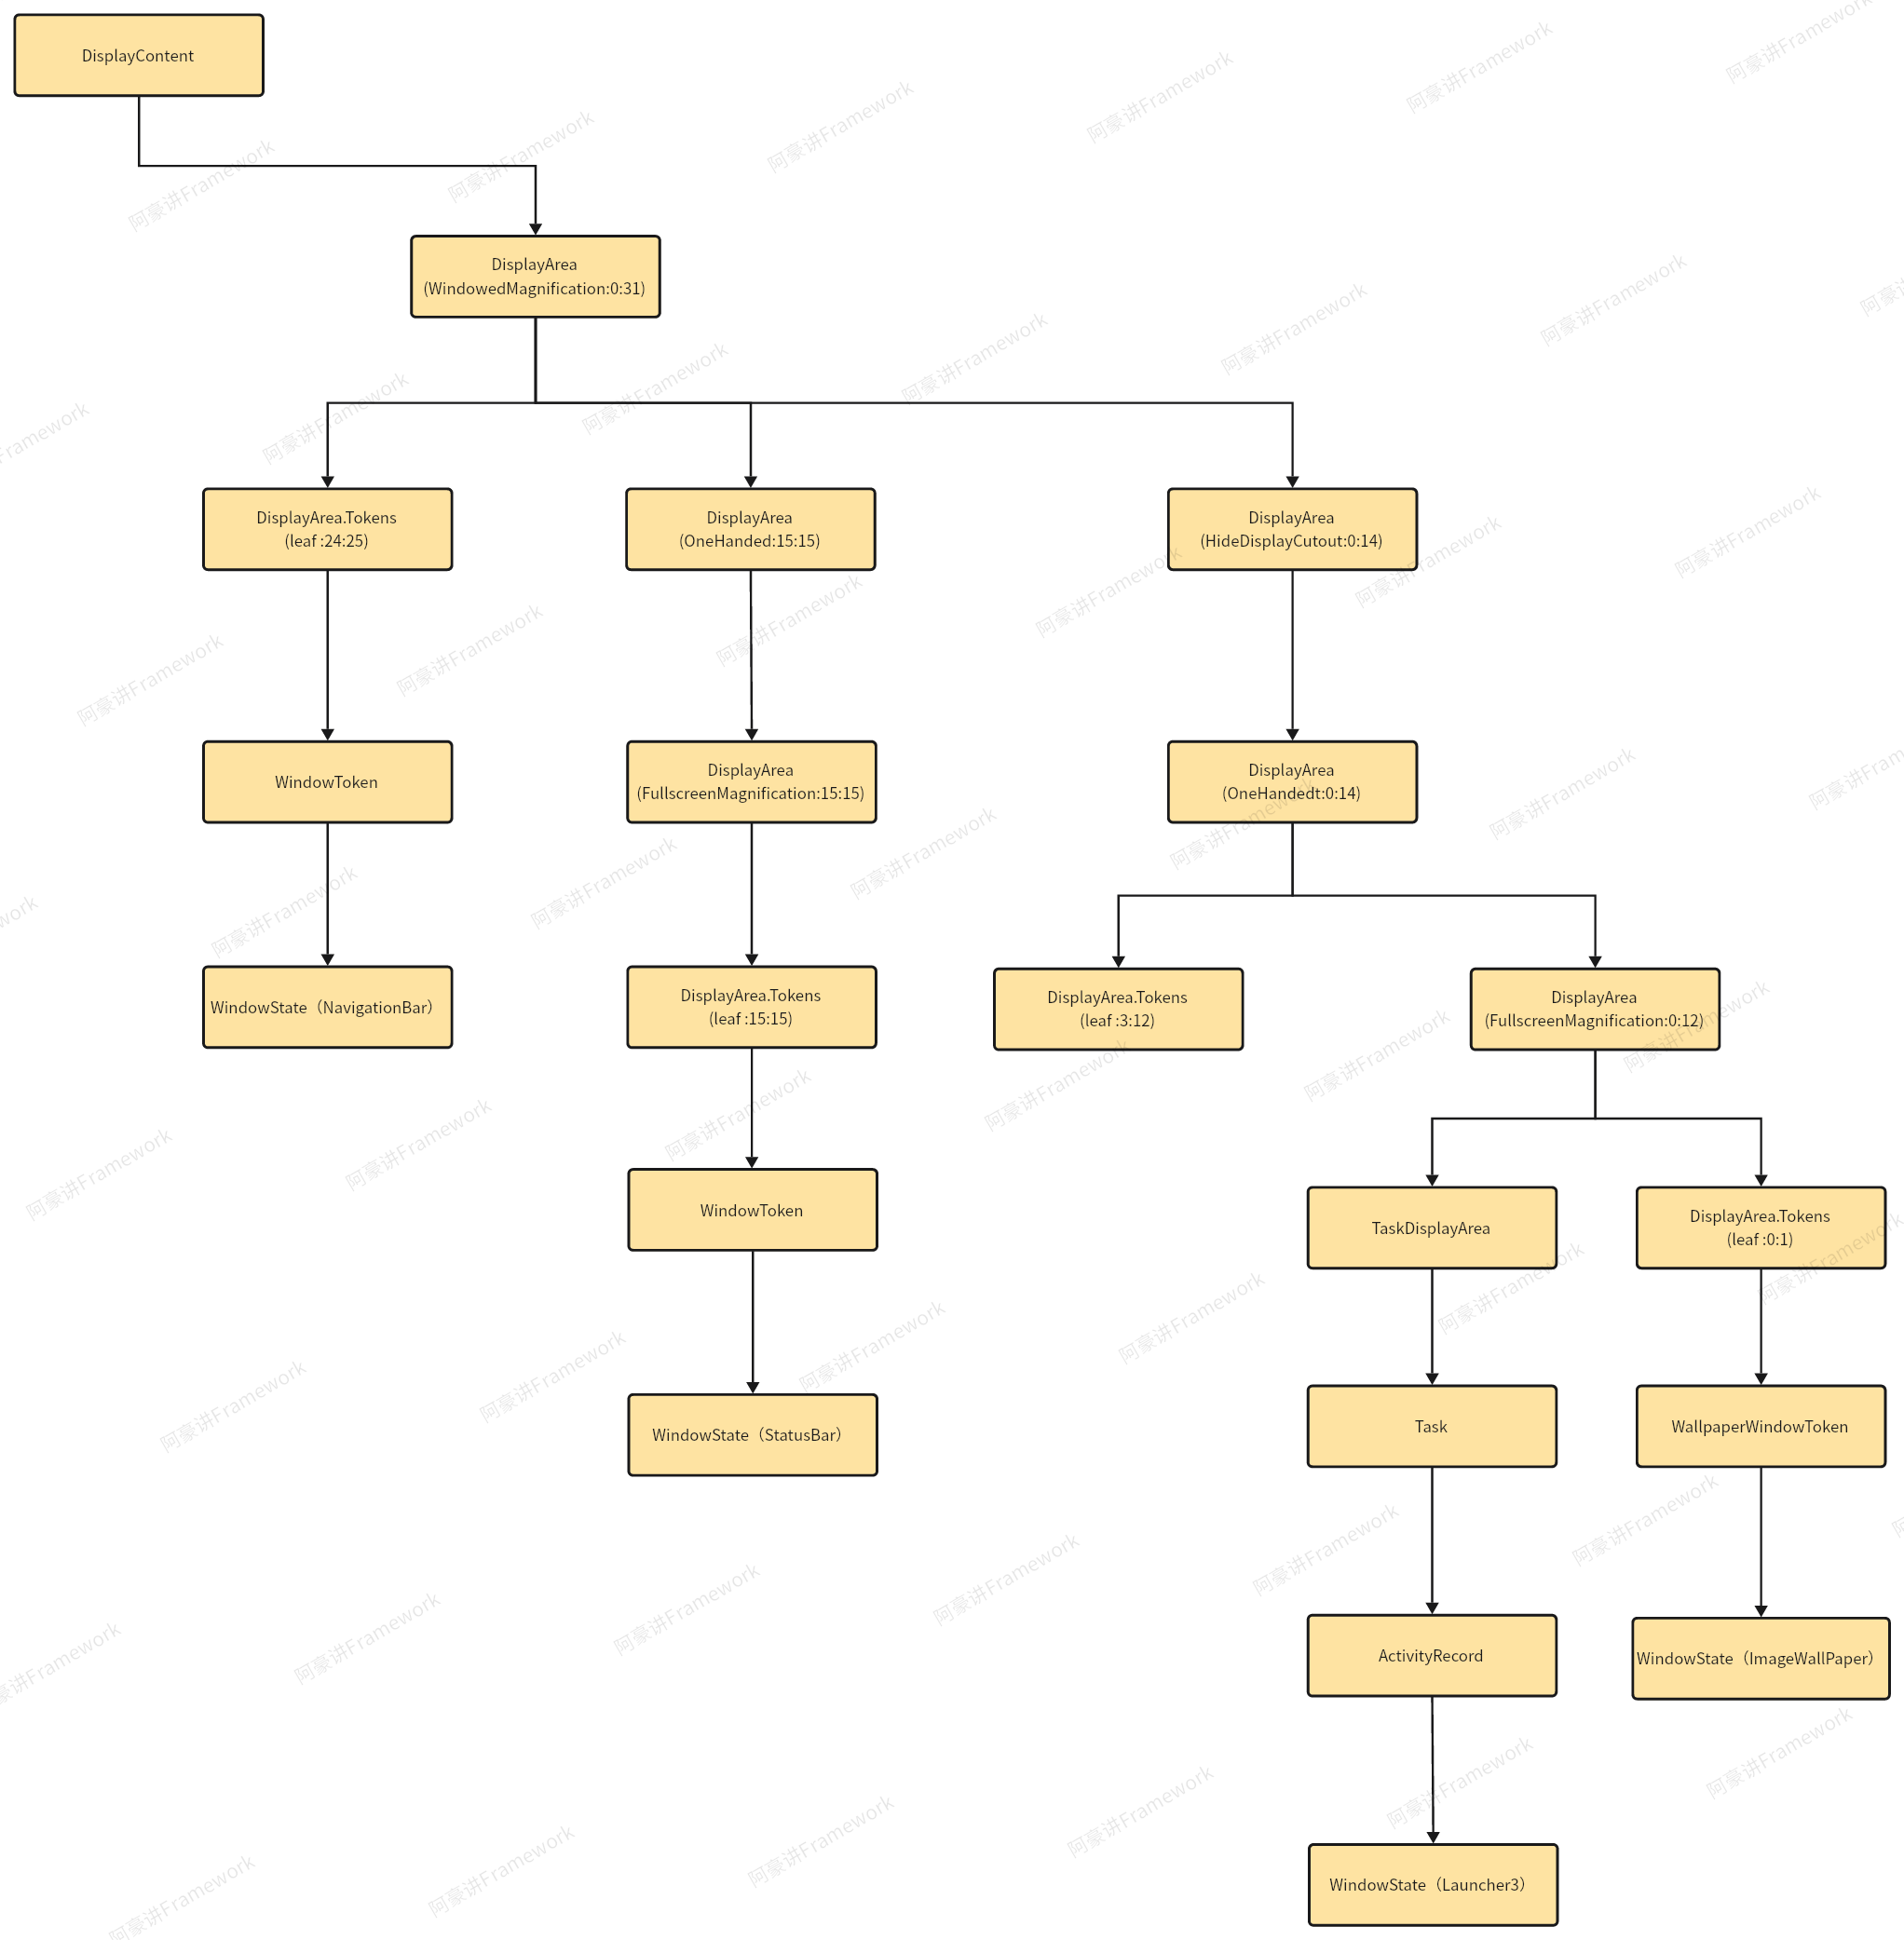 DisplayContent
DisplayArea
(WindowedMagnification:0:31)
DisplayArea.Tokens
(leaf :24:25)
DisplayArea
(OneHanded:15:15)
DisplayArea
(HideDisplayCutout:0:14)
WindowToken
DisplayArea
(FullscreenMagnification:15:15)
DisplayArea
(OneHandedt:0:14)
WindowState（NavigationBar）
DisplayArea.Tokens
(leaf :15:15)
DisplayArea.Tokens
(leaf :3:12)
DisplayArea
(FullscreenMagnification:0:12)
WindowToken
TaskDisplayArea
DisplayArea.Tokens
(leaf :0:1)
WindowState（StatusBar）
Task
WallpaperWindowToken
ActivityRecord
WindowState（ImageWallPaper）
WindowState（Launcher3）
阿豪讲Framework